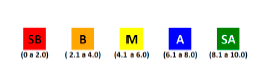 SB B M A SA
(0 a 2.0) ( 2.1 a 4.0) (4.1 a 6.0) (6.1 a 8.0) (8.1 a 10.0)